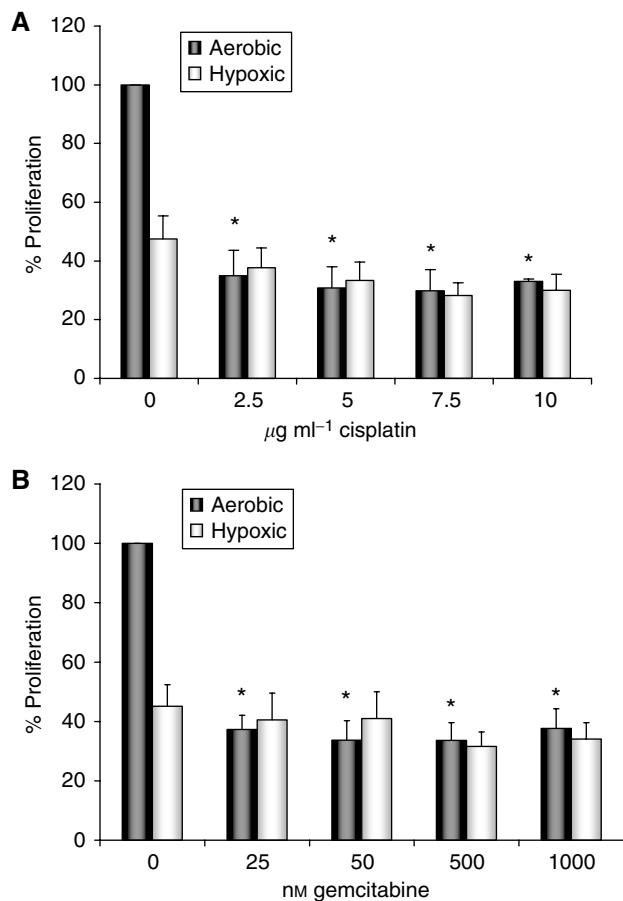 A
120
100
80
60
40
20
0
% Proliferation
Aerobic
Hypoxic
*
*
*
*
0 2.5 5 7.5 10
μg ml⁻¹ cisplatin
B
120
100
80
60
40
20
0
% Proliferation
Aerobic
Hypoxic
*
*
*
*
0 25 50 500 1000
nM gemcitabine